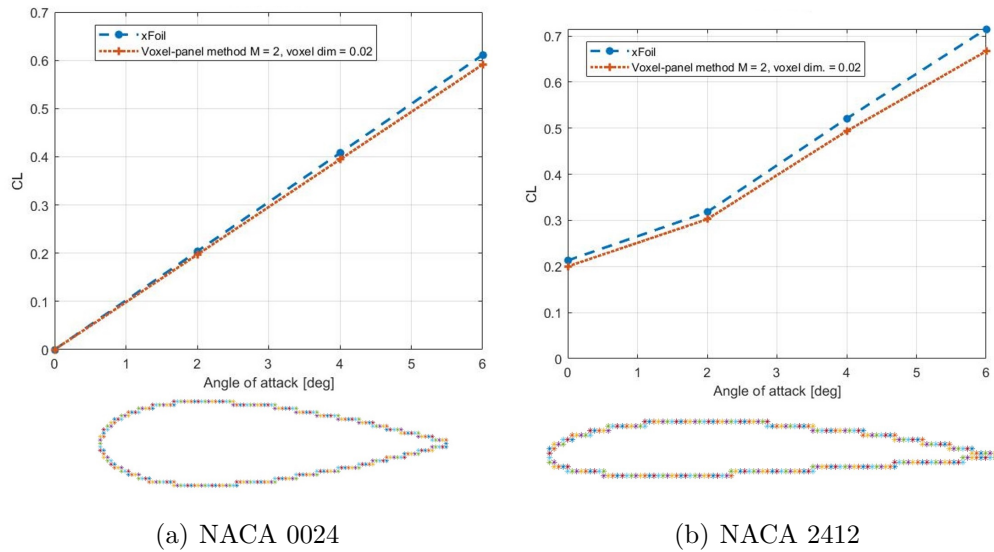 0.7
0.6
0.5
0.4
0.3
0.2
0.1
0
CL
xFoil
Voxel-panel method M = 2, voxel dim = 0.02
0 1 2 3 4 5 6
Angle of attack [deg]
(a) NACA 0024
0.7
0.6
0.5
0.4
0.3
0.2
0.1
0
CL
xFoil
Voxel-panel method M = 2, voxel dim. = 0.02
0 1 2 3 4 5 6
Angle of attack [deg]
(b) NACA 2412